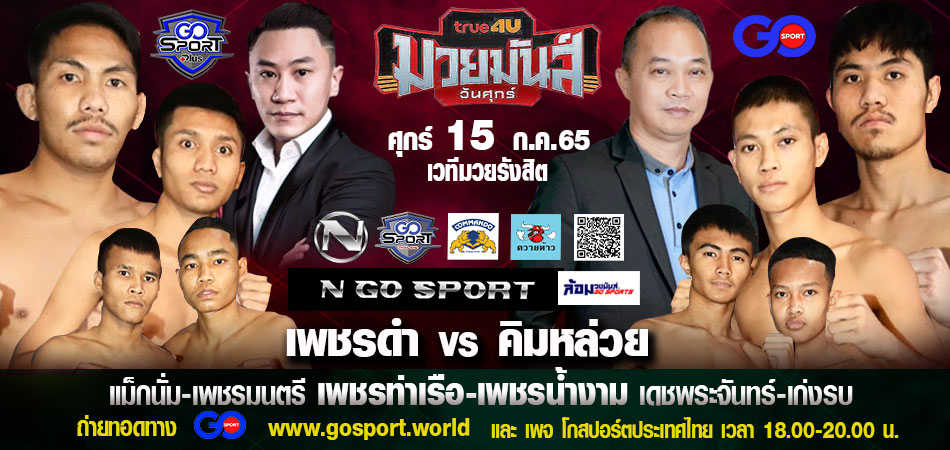 GO
SPORT
Plus
true4U
มวยมันส์
วันศุกร์
GO SPORT
ศุกร์ 15 ก.ค.65
เวทีมวยรังสิต
N
GO
SPORT
COMMANDO
ควายขาว
N GO SPORT
ล้อมวงมันส์
GO SPORTS
เพชรดำ vs คิมหล่วย
แม็กนั่ม-เพชรมนตรี เพชรท่าเรือ-เพชรน้ำงาม เดชพระจันทร์-เก่งรบ
ถ่ายทอดทาง GO SPORT www.gosport.world และ เพจ โกสปอร์ตประเทศไทย เวลา 18.00-20.00 น.